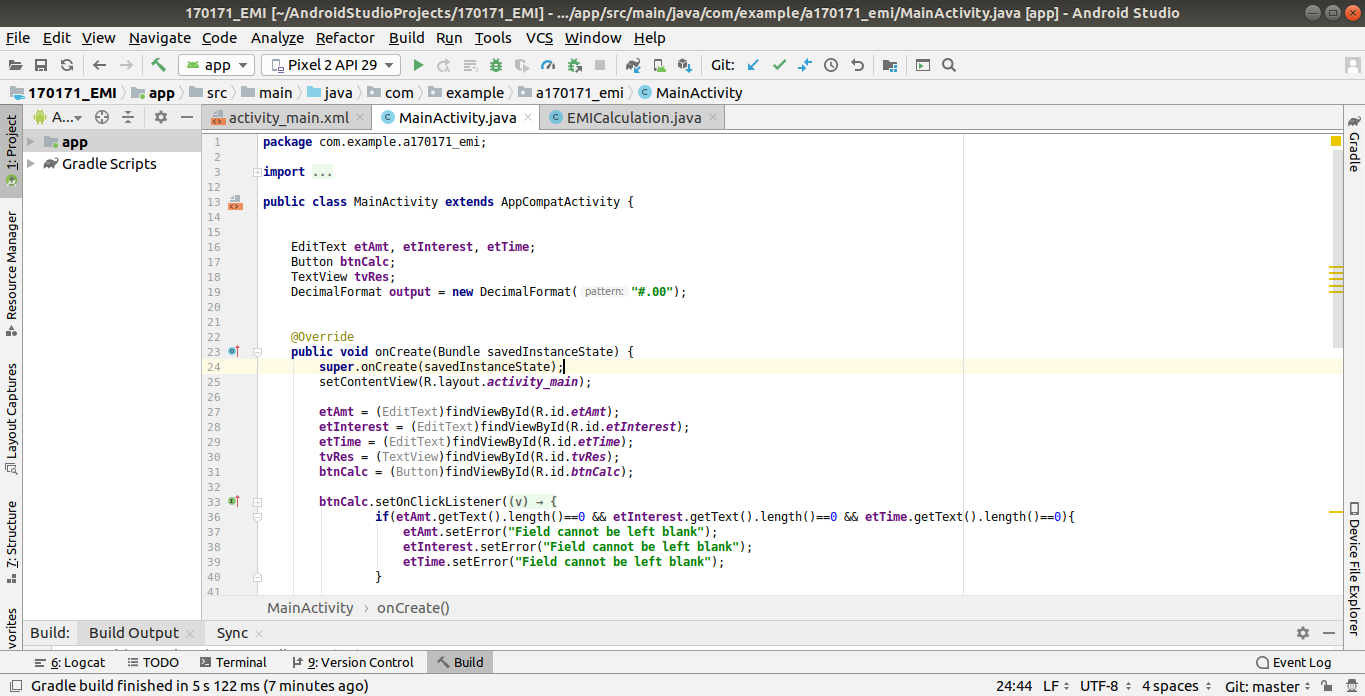 170171_EMI [~/AndroidStudioProjects/170171_EMI] - .../app/src/main/java/com/example/a170171_emi/MainActivity.java [app] - Android Studio
File Edit View Navigate Code Analyze Refactor Build Run Tools VCS Window Help
app Pixel 2 API 29 Git:
170171_EMI app src main java com example a170171_emi MainActivity
1: Project
Resource Manager
Layout Captures
7: Structure
A...
app
Gradle Scripts
activity_main.xml MainActivity.java EMICalculation.java
1 package com.example.a170171_emi;
2
3 import ...
12
13 public class MainActivity extends AppCompatActivity {
14
15
16 EditText etAmt, etInterest, etTime;
17 Button btnCalc;
18 TextView tvRes;
19 DecimalFormat output = new DecimalFormat( pattern: "#.00");
20
21
22 @Override
23 public void onCreate(Bundle savedInstanceState) {
24 super.onCreate(savedInstanceState);
25 setContentView(R.layout.activity_main);
26
27 etAmt = (EditText)findViewById(R.id.etAmt);
28 etInterest = (EditText)findViewById(R.id.etInterest);
29 etTime = (EditText)findViewById(R.id.etTime);
30 tvRes = (TextView)findViewById(R.id.tvRes);
31 btnCalc = (Button)findViewById(R.id.btnCalc);
32
33 btnCalc.setOnClickListener((v) → {
36 if(etAmt.getText().length()==0 && etInterest.getText().length()==0 && etTime.getText().length()==0){
37 etAmt.setError("Field cannot be left blank");
38 etInterest.setError("Field cannot be left blank");
39 etTime.setError("Field cannot be left blank");
40 }
41
MainActivity › onCreate()
Gradle
Device File Explorer
Build: Build Output Sync
6: Logcat TODO Terminal 9: Version Control Build Event Log
Gradle build finished in 5 s 122 ms (7 minutes ago) 24:44 LF UTF-8 4 spaces Git: master